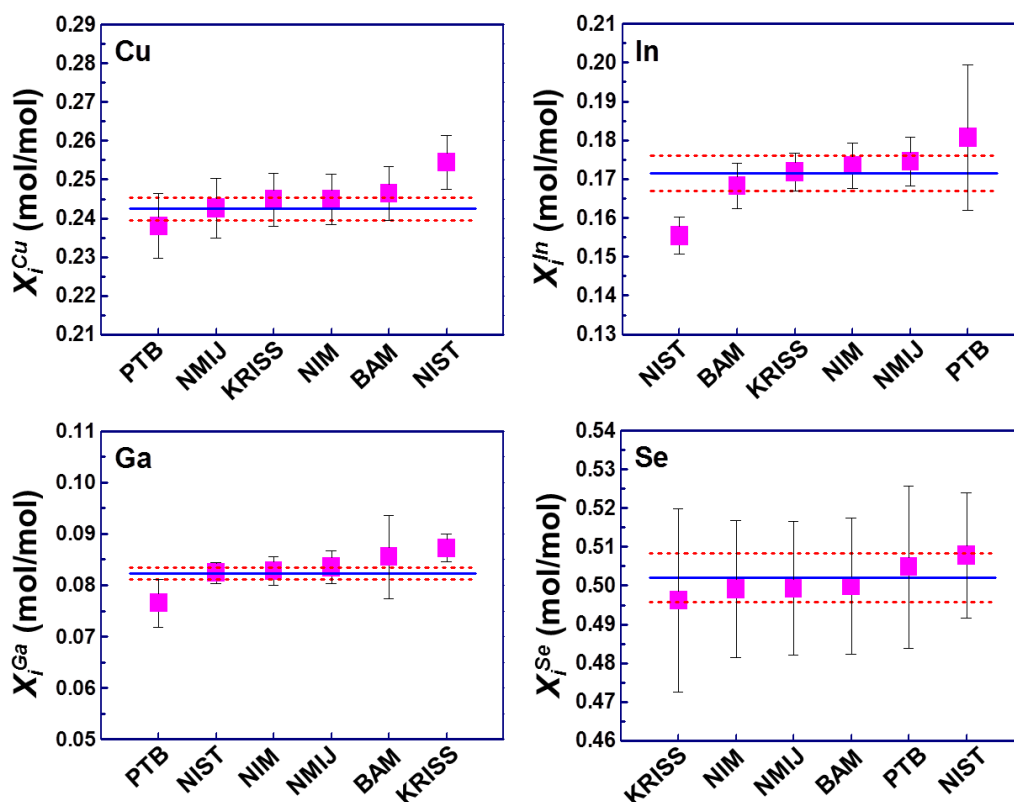 Cu
X_i^Cu (mol/mol)
0.29
0.28
0.27
0.26
0.25
0.24
0.23
0.22
0.21
PTB
NMIJ
KRISS
NIM
BAM
NIST
In
X_i^In (mol/mol)
0.21
0.20
0.19
0.18
0.17
0.16
0.15
0.14
0.13
NIST
BAM
KRISS
NIM
NMIJ
PTB
Ga
X_i^Ga (mol/mol)
0.11
0.10
0.09
0.08
0.07
0.06
0.05
PTB
NIST
NIM
NMIJ
BAM
KRISS
Se
X_i^Se (mol/mol)
0.54
0.53
0.52
0.51
0.50
0.49
0.48
0.47
0.46
KRISS
NIM
NMIJ
BAM
PTB
NIST